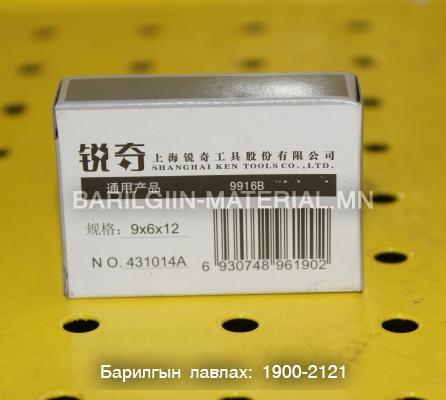 锐奇 上海锐奇工具股份有限公司
SHANGHAI KEN TOOLS CO., LTD.
通用产品 9916B
BARILGIIN-MATERIAL.MN
规格: 9x6x12
NO. 431014A
6 930748 961902
Барилгын лавлах: 1900-2121